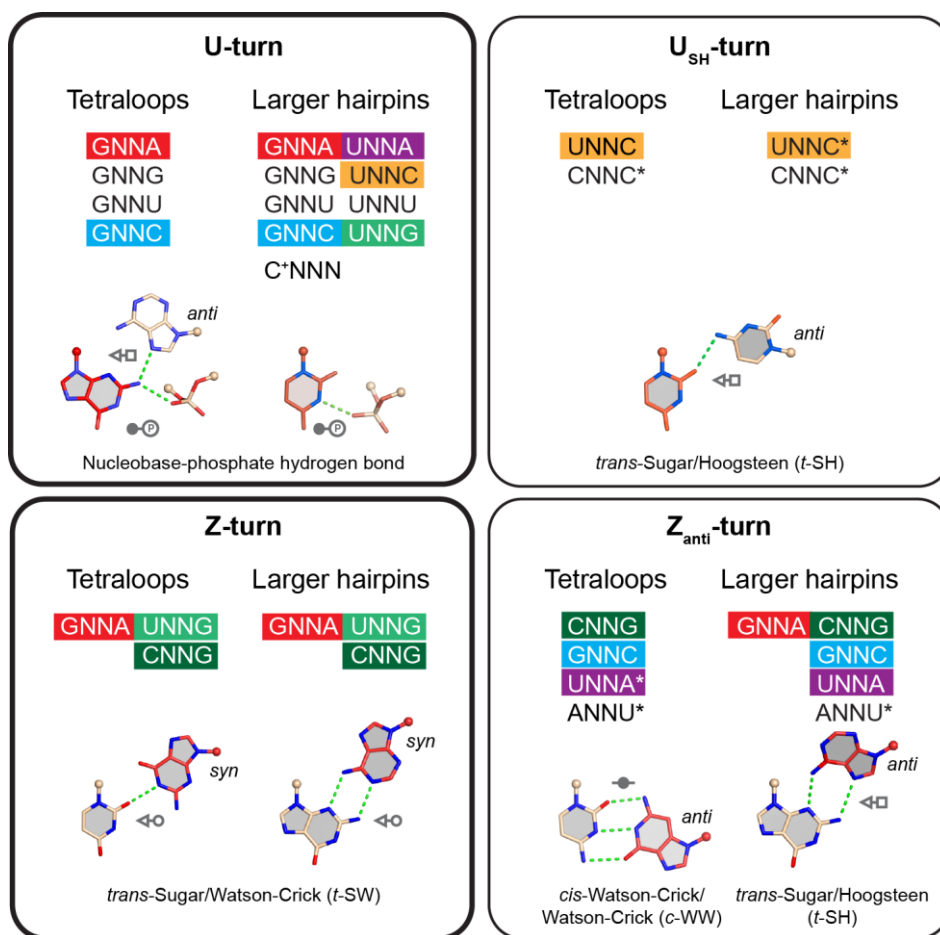 U-turn
Tetraloops Larger hairpins
GNNA GNNA UNNA
GNNG GNNG UNNC
GNNU GNNU UNNU
GNNC GNNC UNNG
C⁺NNN
anti
P P
Nucleobase-phosphate hydrogen bond
U_SH-turn
Tetraloops Larger hairpins
UNNC UNNC*
CNNC* CNNC*
anti
trans-Sugar/Hoogsteen (t-SH)
Z-turn
Tetraloops Larger hairpins
GNNA UNNG GNNA UNNG
CNNG CNNG
syn syn
trans-Sugar/Watson-Crick (t-SW)
Z_anti-turn
Tetraloops Larger hairpins
CNNG GNNA CNNG
GNNC GNNC
UNNA* UNNA
ANNU* ANNU*
anti anti
cis-Watson-Crick/ trans-Sugar/Hoogsteen
Watson-Crick (c-WW) (t-SH)